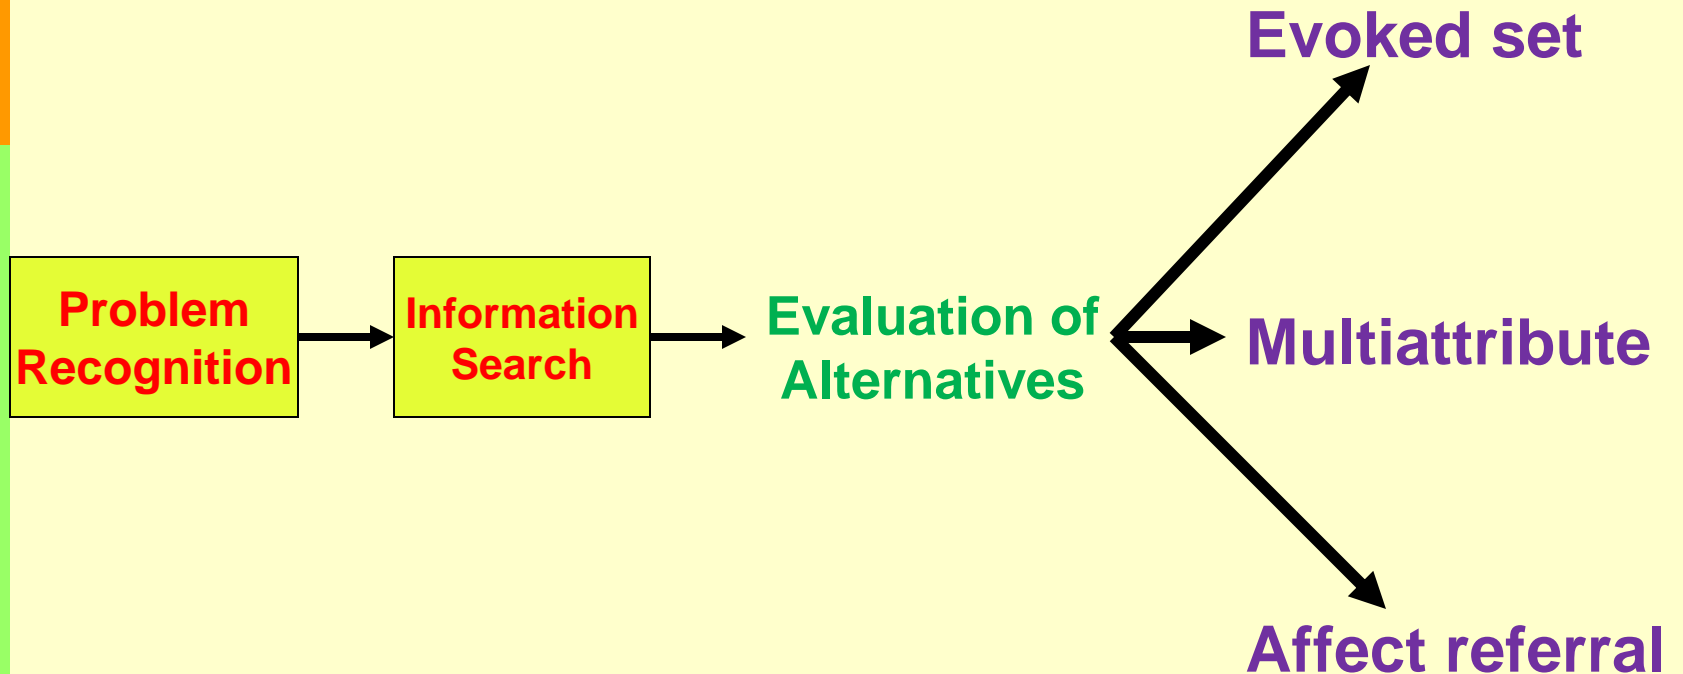 Evoked set
Problem
Recognition
Information
Search
Evaluation of
Alternatives
Multiattribute
Affect referral